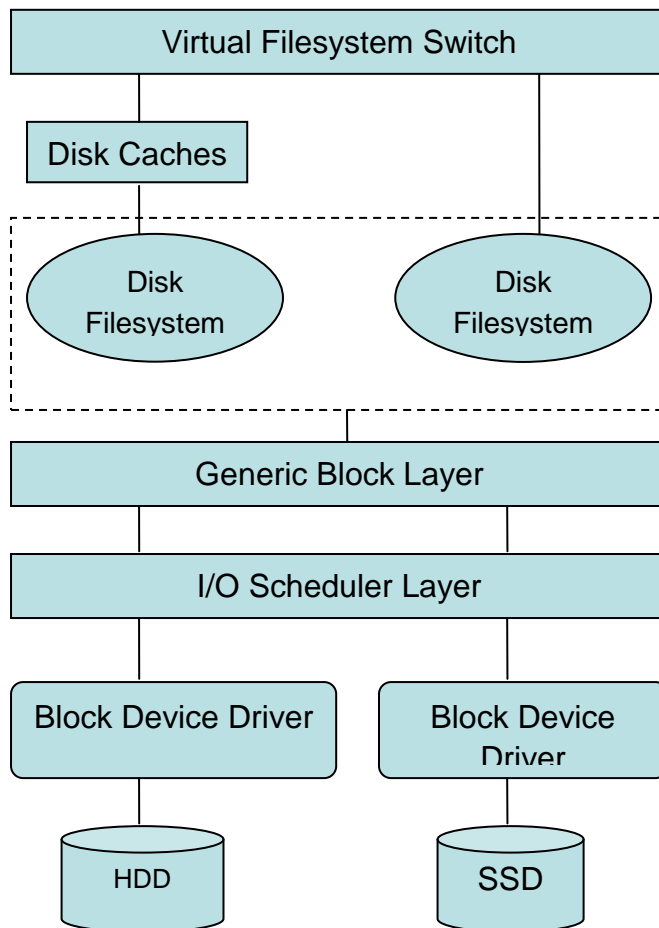 Virtual Filesystem Switch
Disk Caches
Disk
Filesystem
Disk
Filesystem
Generic Block Layer
I/O Scheduler Layer
Block Device Driver
Block Device
Driver
HDD
SSD